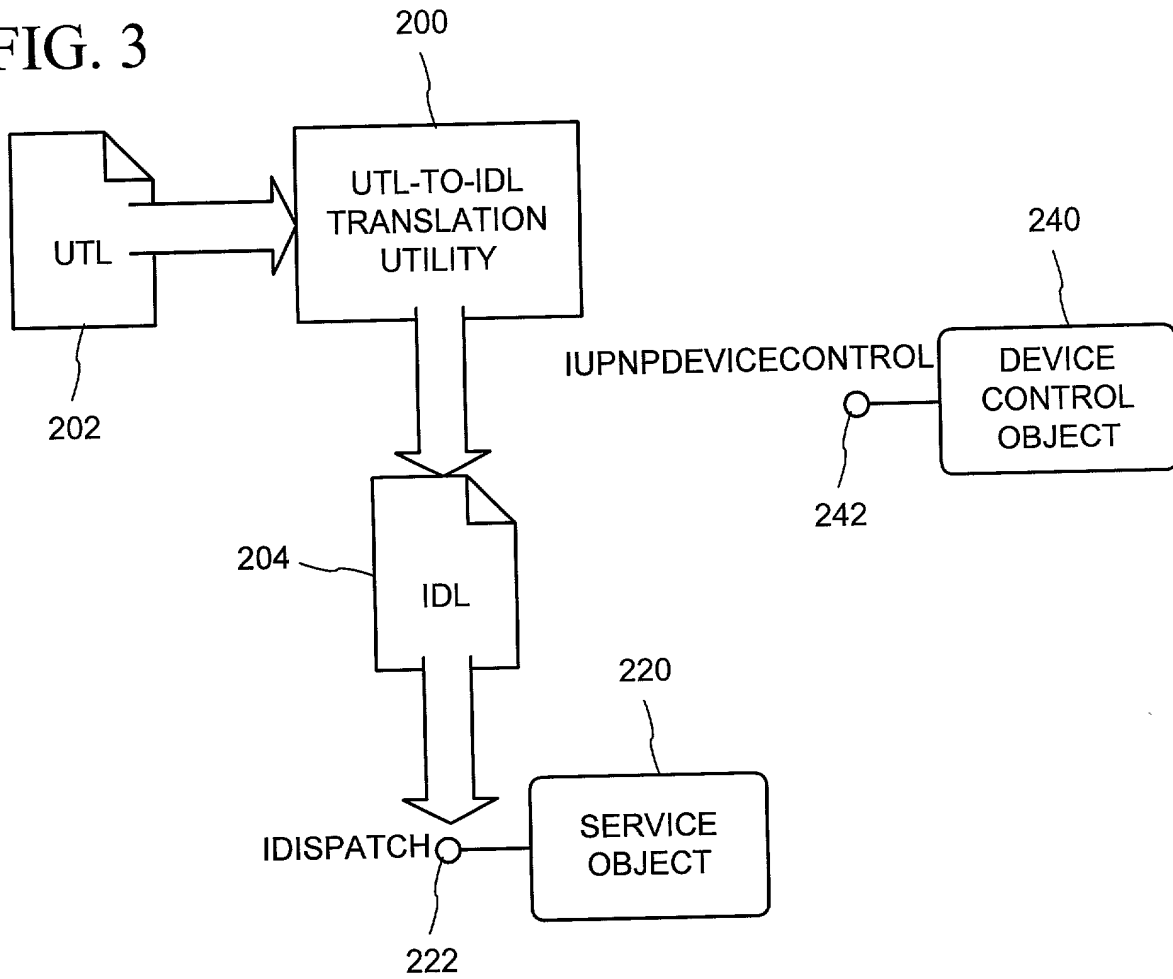 FIG. 3
200
UTL-TO-IDL
TRANSLATION
UTILITY
UTL
202
240
IUPNPDEVICECONTROL
DEVICE
CONTROL
OBJECT
242
204
IDL
220
IDISPATCH
SERVICE
OBJECT
222